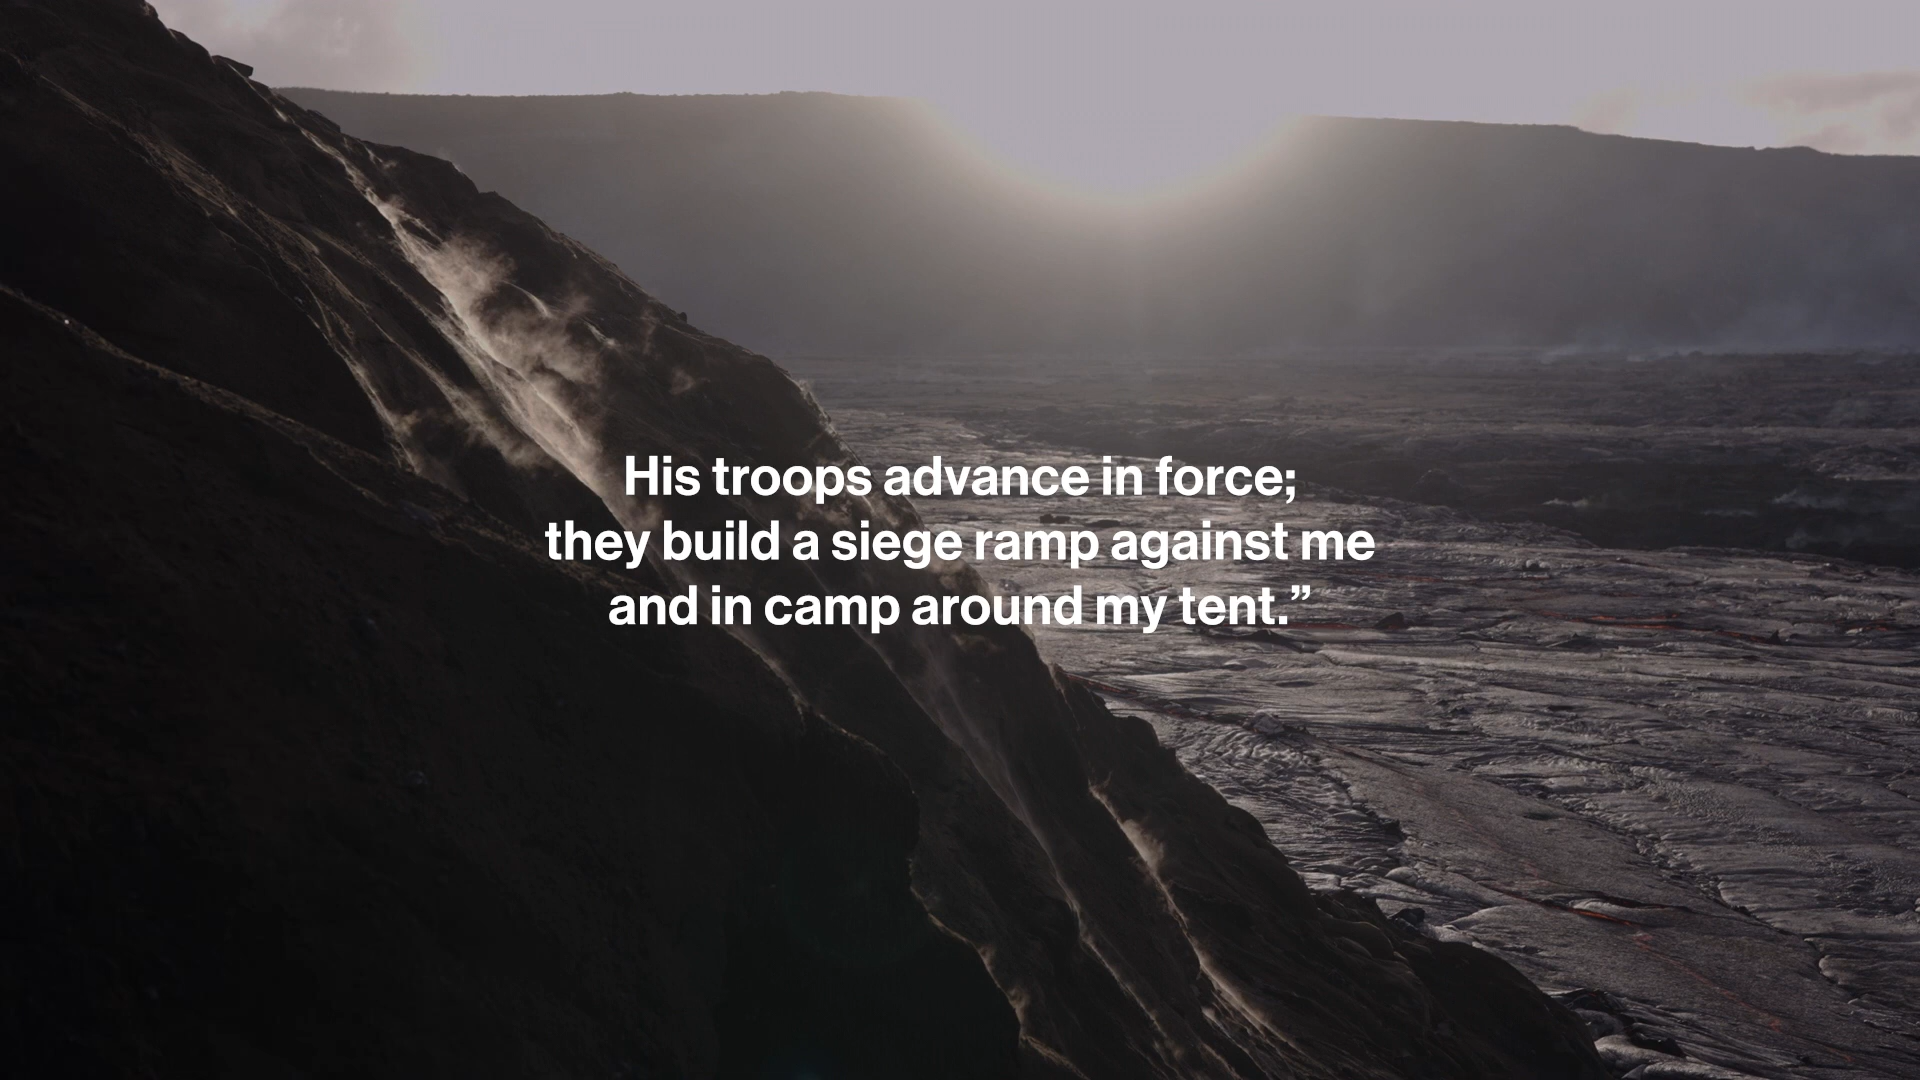 His troops advance in force;
they build a siege ramp against me
and in camp around my tent.”